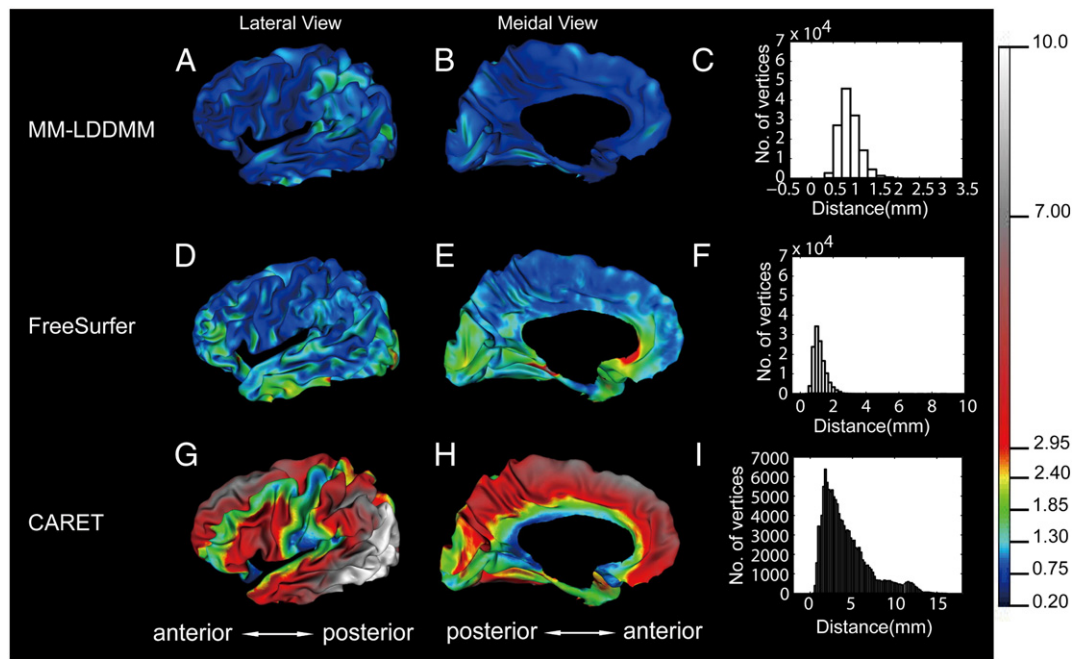 Lateral View
Meidal View
MM-LDDMM
A
B
C
7 x 10⁴
6
5
4
3
2
1
0
No. of vertices
−0.5 0 0.5 1 1.5 2 2.5 3 3.5
Distance(mm)
FreeSurfer
D
E
F
7 x 10⁴
6
5
4
3
2
1
0
No. of vertices
0 2 4 6 8 10
Distance(mm)
CARET
G
H
I
7000
6000
5000
4000
3000
2000
1000
0
No. of vertices
0 5 10 15
Distance(mm)
anterior posterior
posterior anterior
10.0
7.00
2.95
2.40
1.85
1.30
0.75
0.20